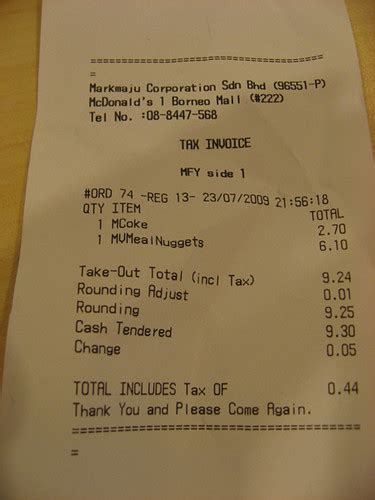 ===================================
=
Markmaju Corporation Sdn Bhd (96551-P)
McDonald's 1 Borneo Mall (#222)
Tel No. :08-8447-568
TAX INVOICE
MFY side 1
#ORD 74 -REG 13- 23/07/2009 21:56:18
QTY ITEM TOTAL
1 MCoke 2.70
1 MVMealNuggets 6.10
Take-Out Total (incl Tax) 9.24
Rounding Adjust 0.01
Rounding 9.25
Cash Tendered 9.30
Change 0.05
TOTAL INCLUDES Tax OF 0.44
Thank You and Please Come Again.
=====================================
=